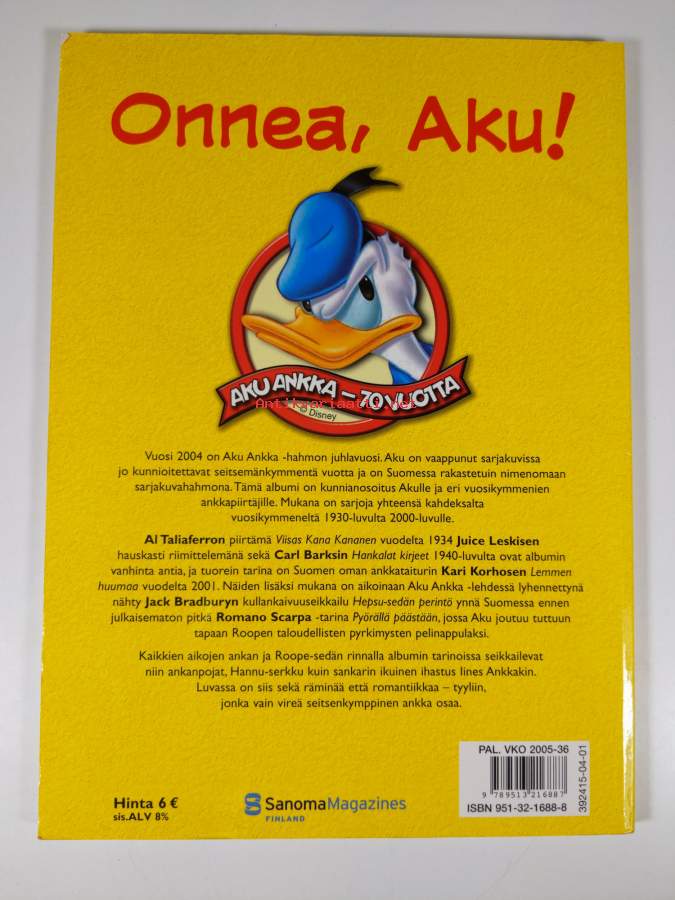 Onnea, Aku!
AKU ANKKA – 70 VUOTTA
Antikvariaatti.net
© Disney
Vuosi 2004 on Aku Ankka -hahmon juhlavuosi. Aku on vaappunut sarjakuvissa
jo kunnioitettavat seitsemänkymmentä vuotta ja on Suomessa rakastetuin nimenomaan
sarjakuvahahmona. Tämä albumi on kunnianosoitus Akulle ja eri vuosikymmenien
ankkapiirtäjille. Mukana on sarjoja yhteensä kahdeksalta
vuosikymmeneltä 1930-luvulta 2000-luvulle.
Al Taliaferron piirtämä Viisas Kana Kananen vuodelta 1934 Juice Leskisen
hauskasti riimittelemänä sekä Carl Barksin Hankalat kirjeet 1940-luvulta ovat albumin
vanhinta antia, ja tuorein tarina on Suomen oman ankkataiturin Kari Korhosen Lemmen
huumaa vuodelta 2001. Näiden lisäksi mukana on aikoinaan Aku Ankka -lehdessä lyhennettynä
nähty Jack Bradburyn kullankaivuuseikkailu Hepsu-sedän perintö ynnä Suomessa ennen
julkaisematon pitkä Romano Scarpa -tarina Pyörällä päästään, jossa Aku joutuu tuttuun
tapaan Roopen taloudellisten pyrkimysten pelinappulaksi.
Kaikkien aikojen ankan ja Roope-sedän rinnalla albumin tarinoissa seikkailevat
niin ankanpojat, Hannu-serkku kuin sankarin ikuinen ihastus Iines Ankkakin.
Luvassa on siis sekä räminää että romantiikkaa – tyyliin,
jonka vain vireä seitsenkymppinen ankka osaa.
PAL. VKO 2005-36
9 789513 216887
ISBN 951-32-1688-8
392415-04-01
Hinta 6 €
sis.ALV 8%
SanomaMagazines
FINLAND